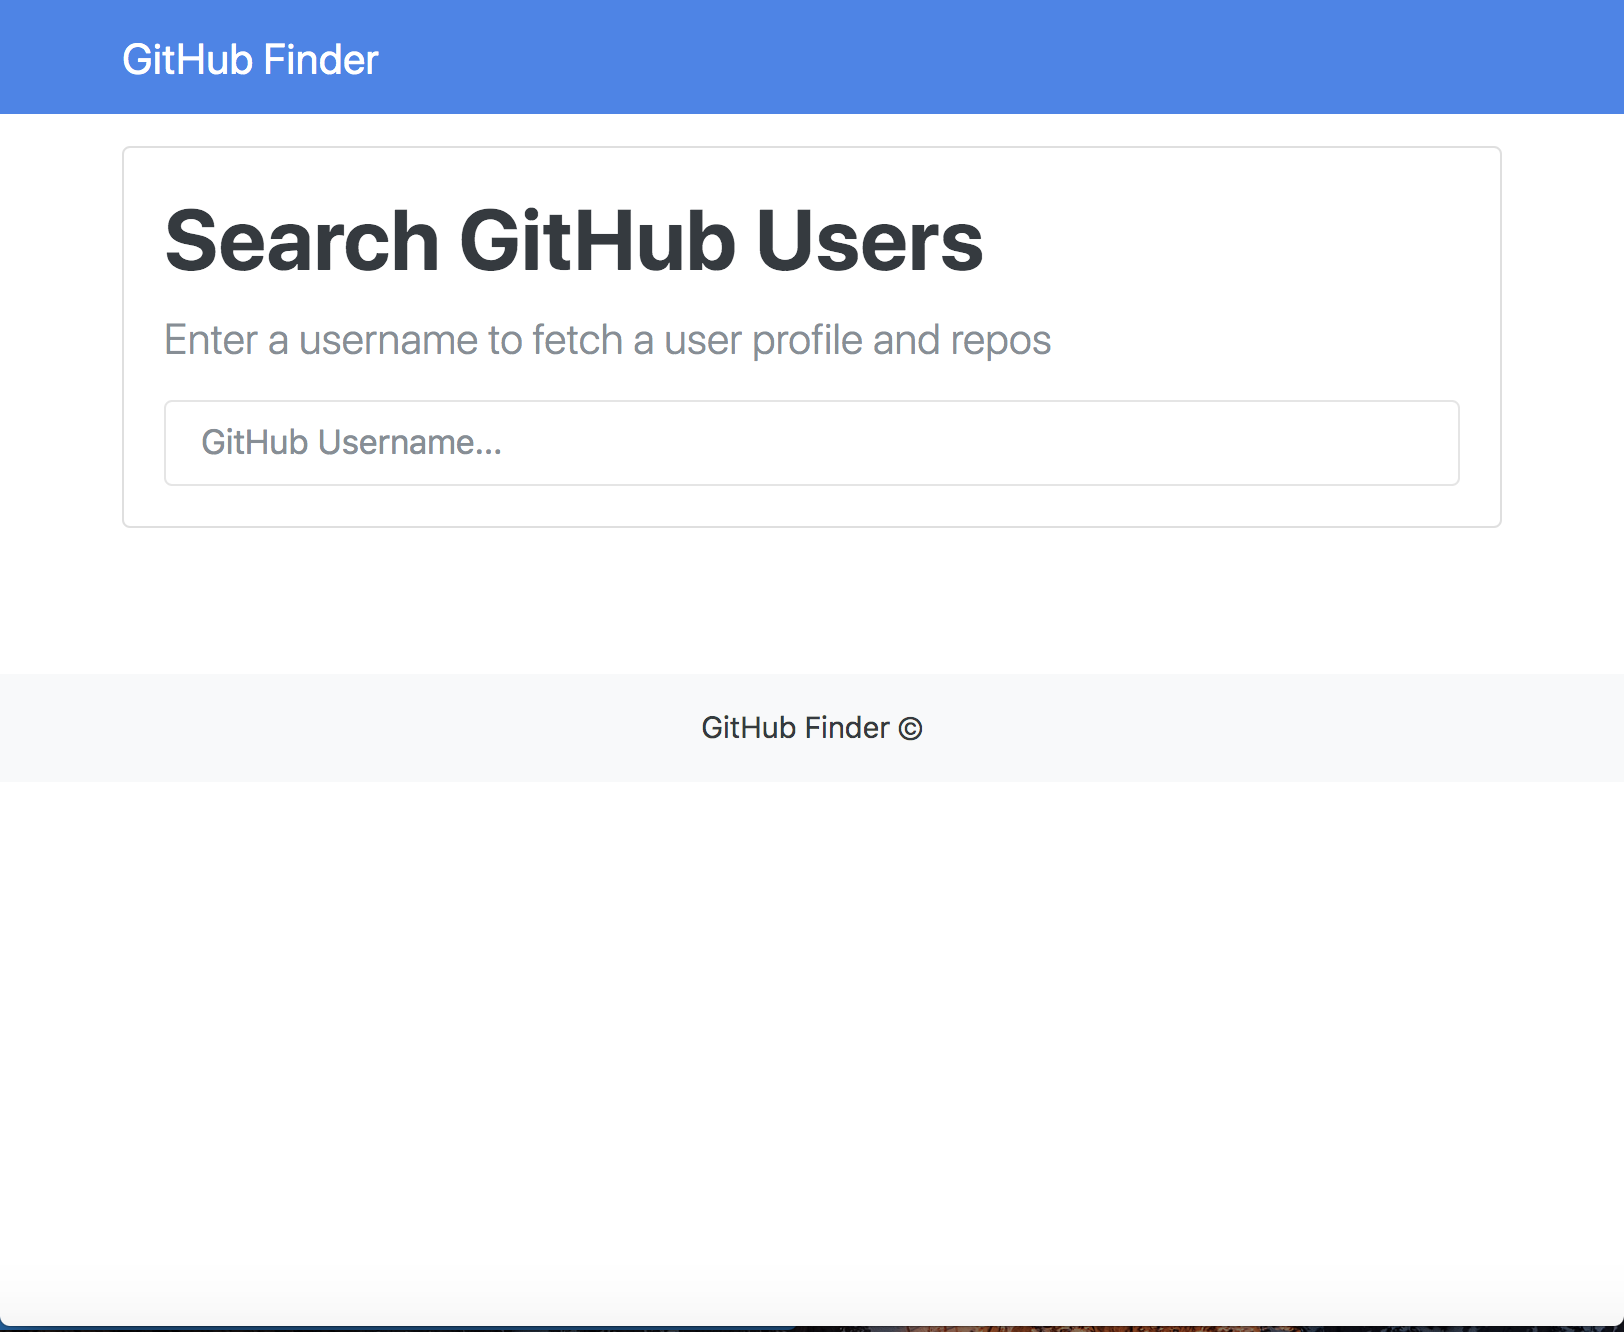 GitHub Finder
Search GitHub Users
Enter a username to fetch a user profile and repos
GitHub Username...
GitHub Finder ©